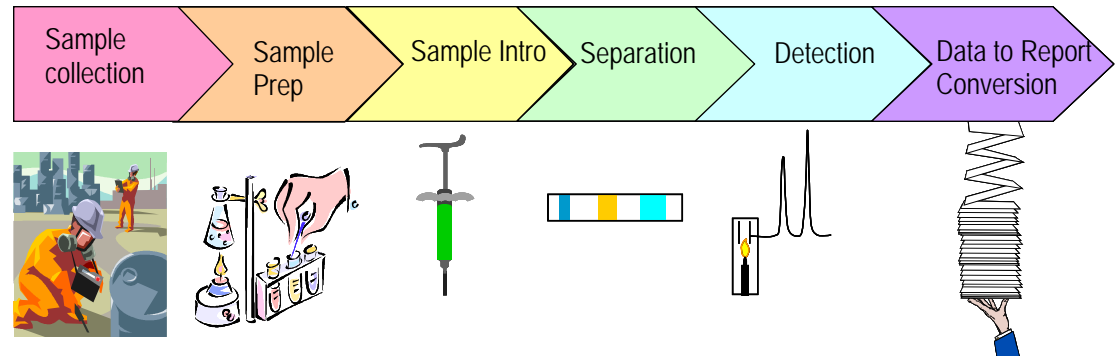 Sample
collection
Sample
Prep
Sample Intro
Separation
Detection
Data to Report
Conversion